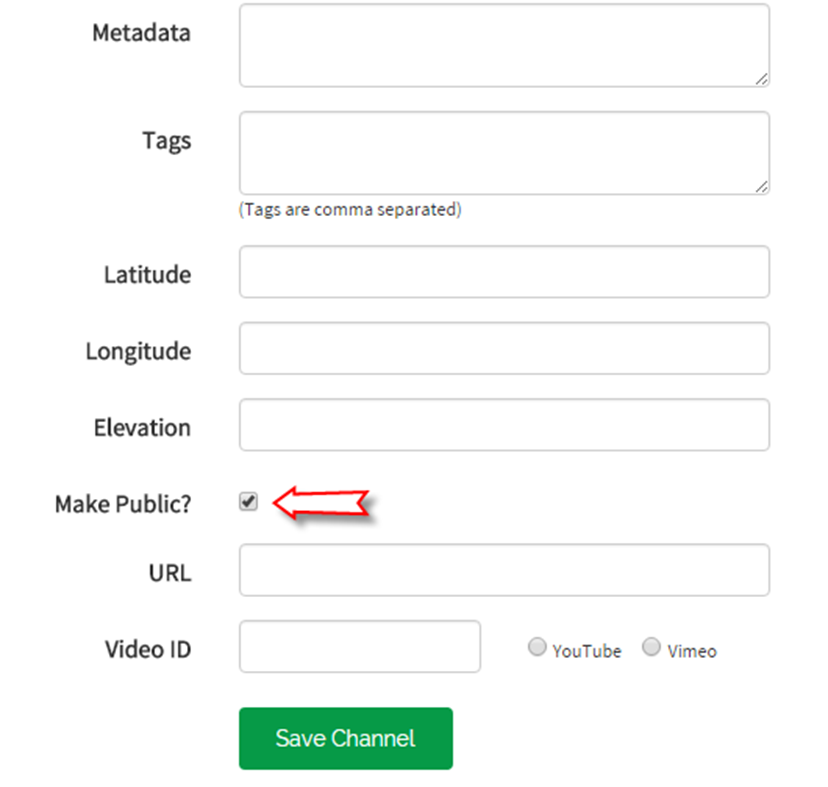 Metadata
Tags
(Tags are comma separated)
Latitude
Longitude
Elevation
Make Public?
URL
Video ID YouTube Vimeo
Save Channel